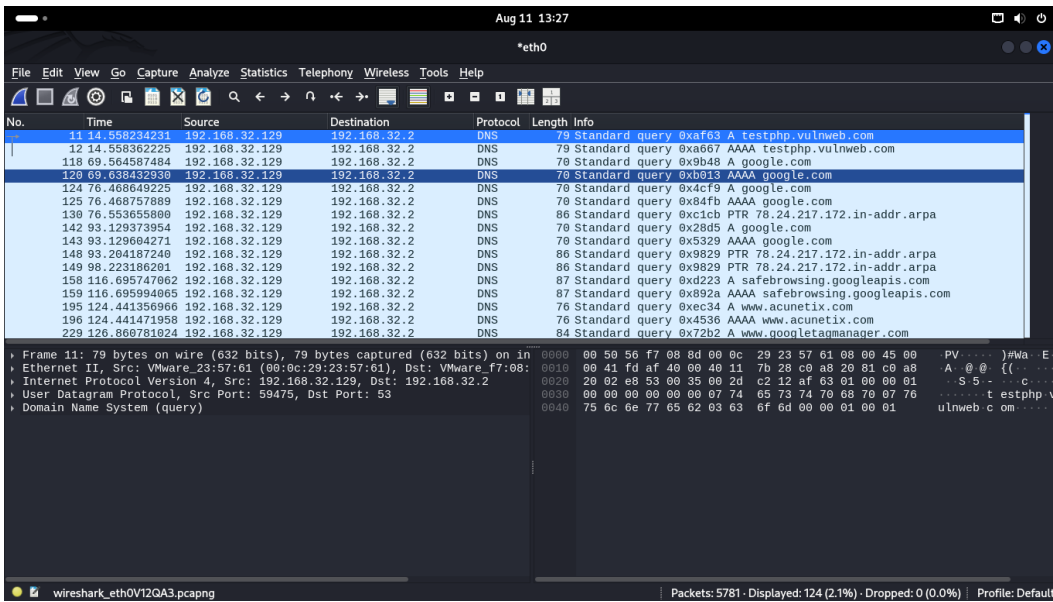 Aug 11 13:27
*eth0
File Edit View Go Capture Analyze Statistics Telephony Wireless Tools Help
No. Time Source Destination Protocol Length Info
11 14.558234231 192.168.32.129 192.168.32.2 DNS 79 Standard query 0xaf63 A testphp.vulnweb.com
12 14.558362225 192.168.32.129 192.168.32.2 DNS 79 Standard query 0xa667 AAAA testphp.vulnweb.com
118 69.564587484 192.168.32.129 192.168.32.2 DNS 70 Standard query 0x9b48 A google.com
120 69.638432930 192.168.32.129 192.168.32.2 DNS 70 Standard query 0xb013 AAAA google.com
124 76.468649225 192.168.32.129 192.168.32.2 DNS 70 Standard query 0x4cf9 A google.com
125 76.468757889 192.168.32.129 192.168.32.2 DNS 70 Standard query 0x84fb AAAA google.com
130 76.553655800 192.168.32.129 192.168.32.2 DNS 86 Standard query 0xc1cb PTR 78.24.217.172.in-addr.arpa
142 93.129373954 192.168.32.129 192.168.32.2 DNS 70 Standard query 0x28d5 A google.com
143 93.129604271 192.168.32.129 192.168.32.2 DNS 70 Standard query 0x5329 AAAA google.com
148 93.204187240 192.168.32.129 192.168.32.2 DNS 86 Standard query 0x9829 PTR 78.24.217.172.in-addr.arpa
149 98.223186201 192.168.32.129 192.168.32.2 DNS 86 Standard query 0x9829 PTR 78.24.217.172.in-addr.arpa
158 116.695747062 192.168.32.129 192.168.32.2 DNS 87 Standard query 0xd223 A safebrowsing.googleapis.com
159 116.695994065 192.168.32.129 192.168.32.2 DNS 87 Standard query 0x892a AAAA safebrowsing.googleapis.com
195 124.441356966 192.168.32.129 192.168.32.2 DNS 76 Standard query 0xec34 A www.acunetix.com
196 124.441471958 192.168.32.129 192.168.32.2 DNS 76 Standard query 0x4536 AAAA www.acunetix.com
229 126.860781024 192.168.32.129 192.168.32.2 DNS 84 Standard query 0x72b2 A www.googletagmanager.com
Frame 11: 79 bytes on wire (632 bits), 79 bytes captured (632 bits) on in
Ethernet II, Src: VMware_23:57:61 (00:0c:29:23:57:61), Dst: VMware_f7:08:
Internet Protocol Version 4, Src: 192.168.32.129, Dst: 192.168.32.2
User Datagram Protocol, Src Port: 59475, Dst Port: 53
Domain Name System (query)
0000 00 50 56 f7 08 8d 00 0c 29 23 57 61 08 00 45 00 ·PV····· )#Wa··E·
0010 00 41 fd af 40 00 40 11 7b 28 c0 a8 20 81 c0 a8 ·A··@·@· {(·· ···
0020 20 02 e8 53 00 35 00 2d c2 12 af 63 01 00 00 01 ··S·5·- ···c····
0030 00 00 00 00 00 00 07 74 65 73 74 70 68 70 07 76 ·······t estphp·v
0040 75 6c 6e 77 65 62 03 63 6f 6d 00 00 01 00 01 ulnweb·c om·····
wireshark_eth0V12QA3.pcapng Packets: 5781 · Displayed: 124 (2.1%) · Dropped: 0 (0.0%) Profile: Default